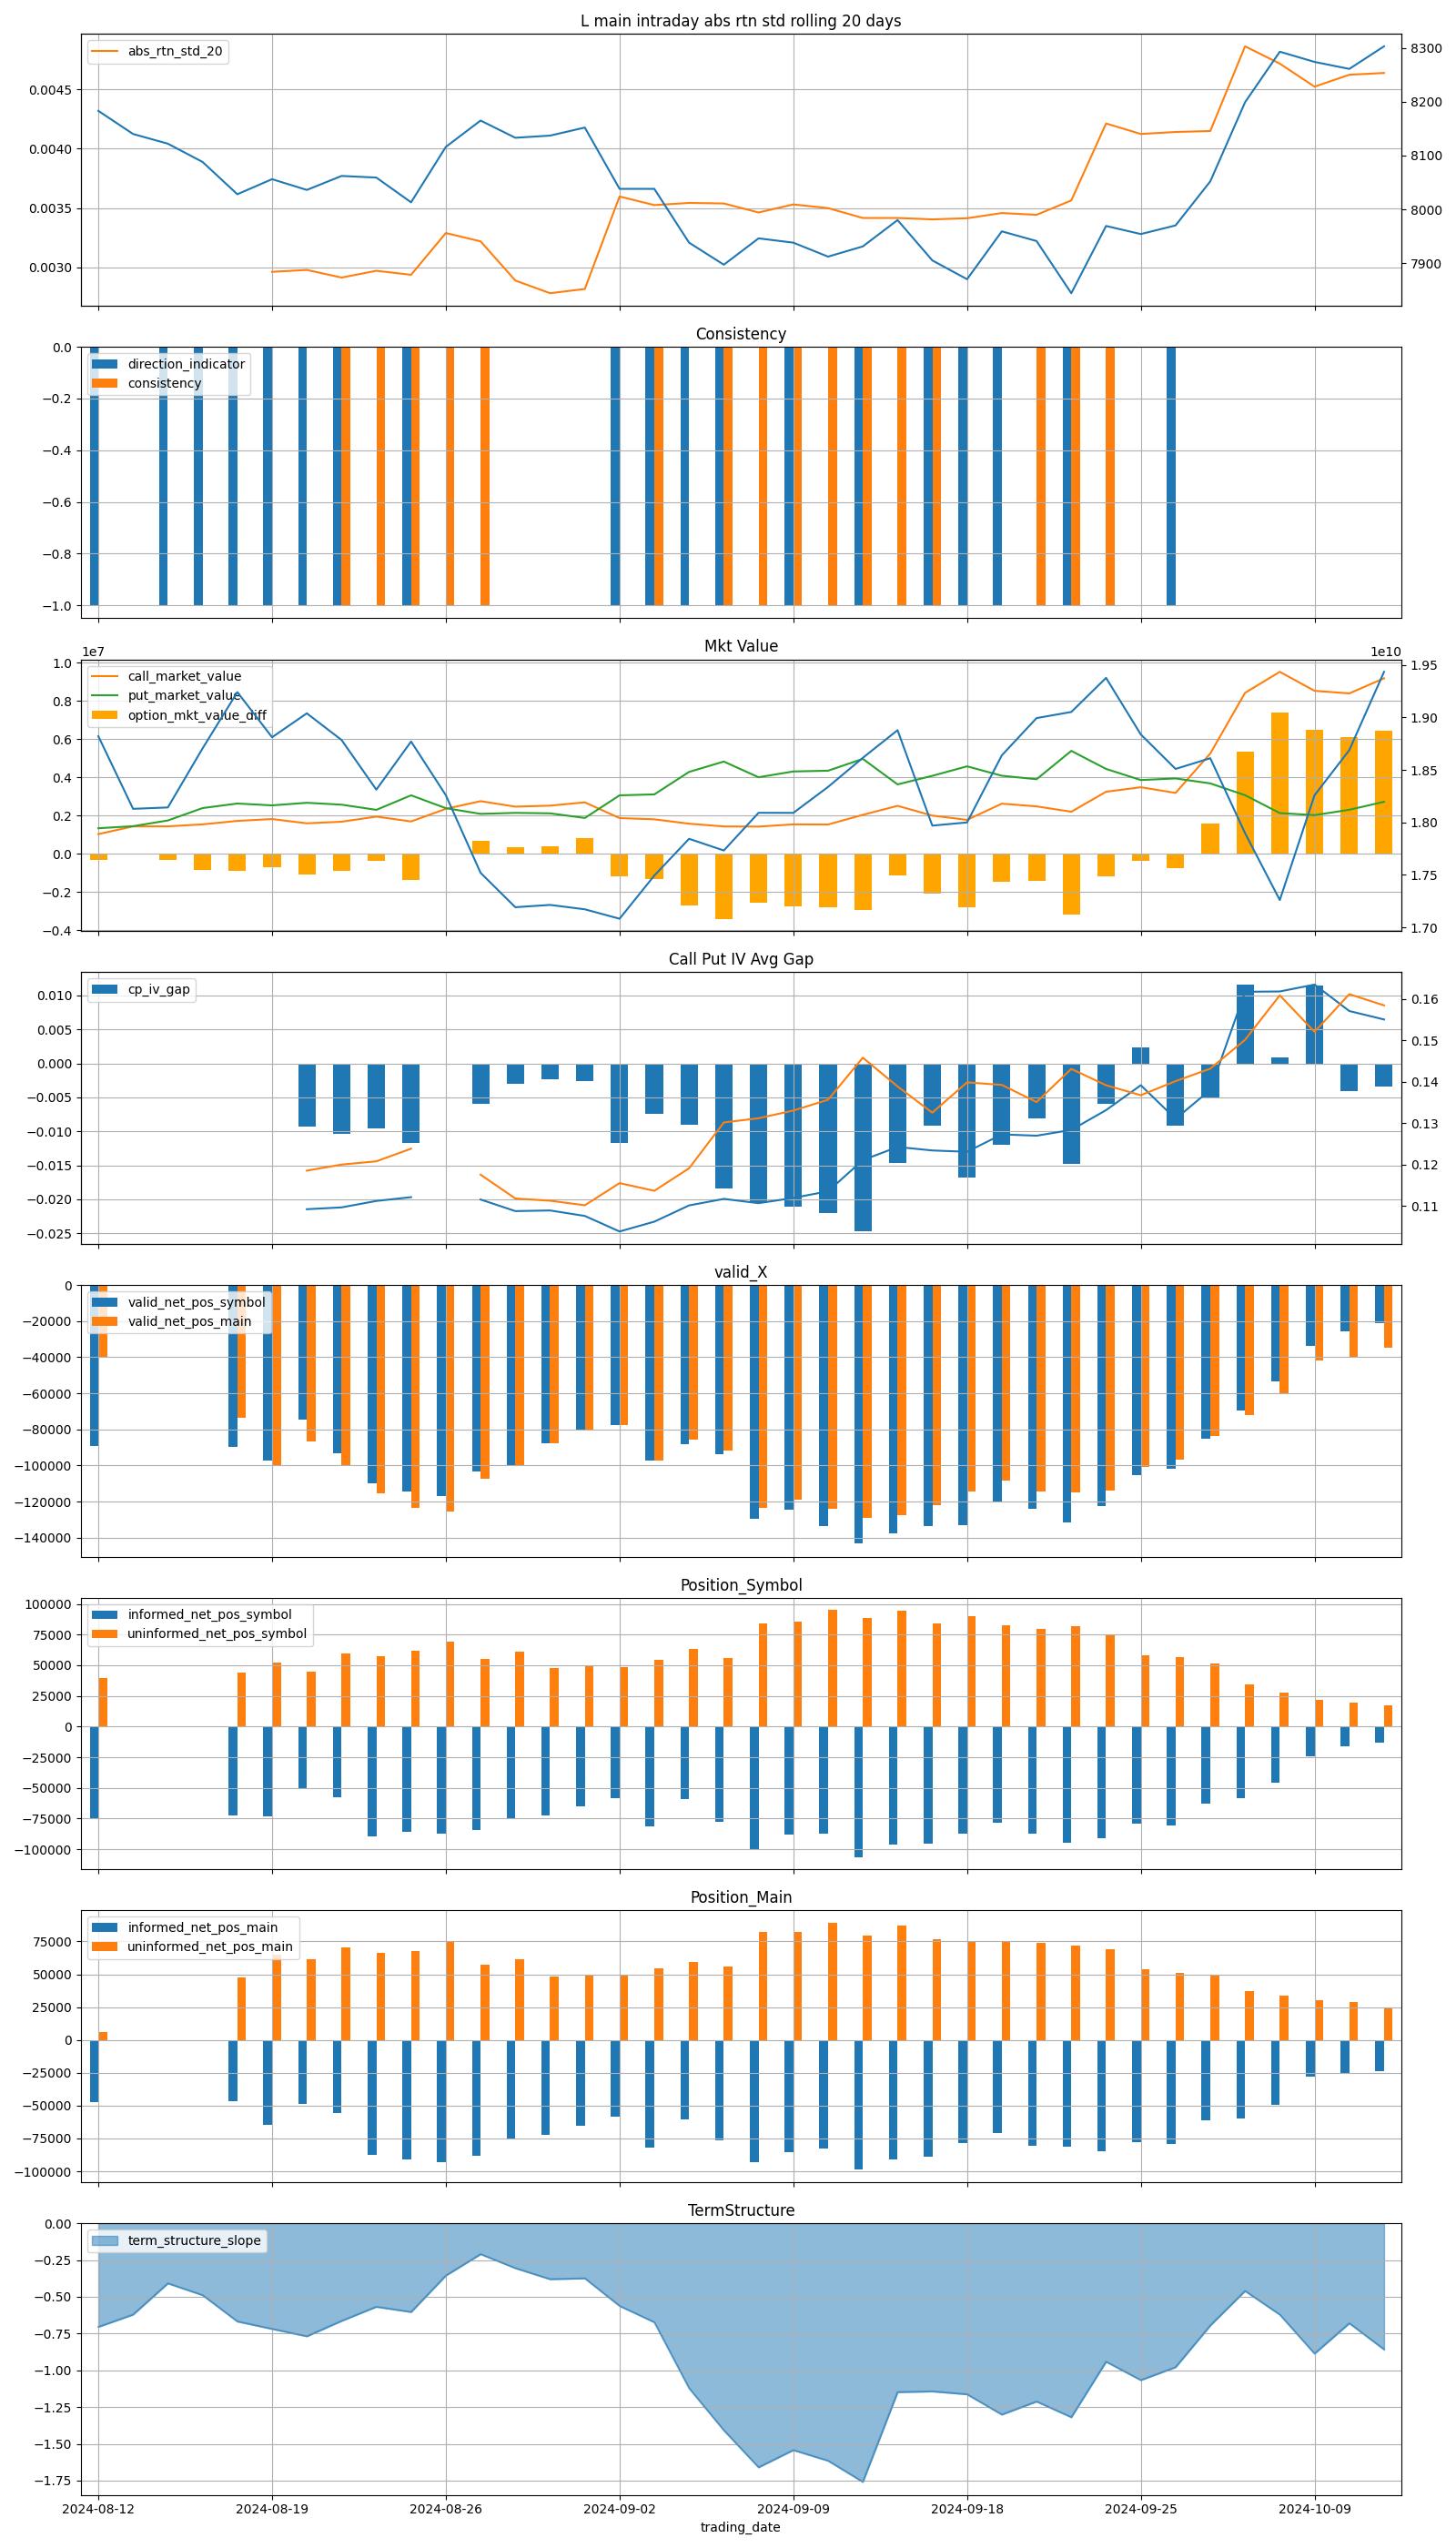 L main intraday abs rtn std rolling 20 days
abs_rtn_std_20
0.0045
0.0040
0.0035
0.0030
8300
8200
8100
8000
7900
Consistency
direction_indicator
consistency
0.0
−0.2
−0.4
−0.6
−0.8
−1.0
Mkt Value
1e7
1e10
call_market_value
put_market_value
option_mkt_value_diff
1.0
0.8
0.6
0.4
0.2
0.0
−0.2
−0.4
1.95
1.90
1.85
1.80
1.75
1.70
Call Put IV Avg Gap
cp_iv_gap
0.010
0.005
0.000
−0.005
−0.010
−0.015
−0.020
−0.025
0.16
0.15
0.14
0.13
0.12
0.11
valid_X
valid_net_pos_symbol
valid_net_pos_main
0
−20000
−40000
−60000
−80000
−100000
−120000
−140000
Position_Symbol
informed_net_pos_symbol
uninformed_net_pos_symbol
100000
75000
50000
25000
0
−25000
−50000
−75000
−100000
Position_Main
informed_net_pos_main
uninformed_net_pos_main
75000
50000
25000
0
−25000
−50000
−75000
−100000
TermStructure
term_structure_slope
0.00
−0.25
−0.50
−0.75
−1.00
−1.25
−1.50
−1.75
2024-08-12 2024-08-19 2024-08-26 2024-09-02 2024-09-09 2024-09-18 2024-09-25 2024-10-09
trading_date